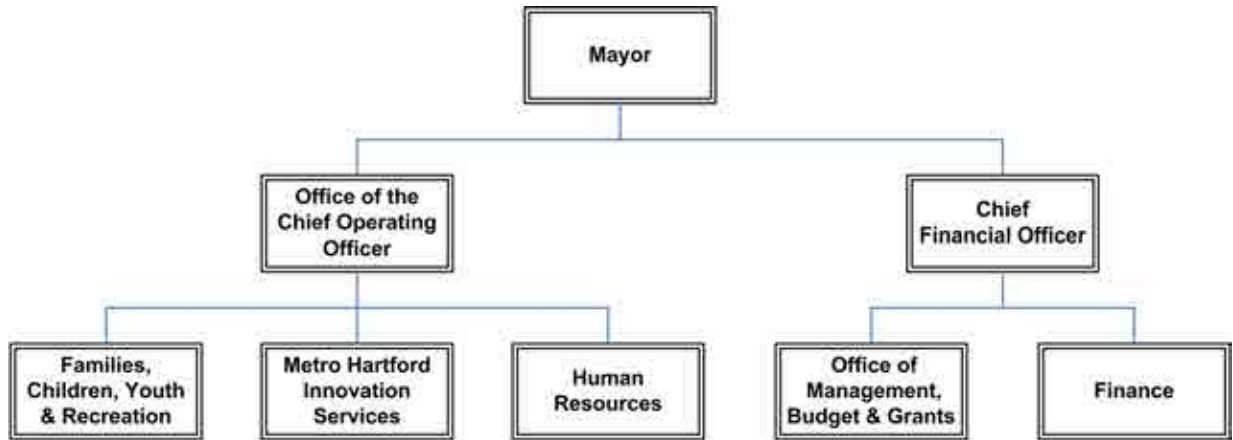 Mayor
Office of the
Chief Operating
Officer
Chief
Financial Officer
Families,
Children, Youth
& Recreation
Metro Hartford
Innovation
Services
Human
Resources
Office of
Management,
Budget & Grants
Finance